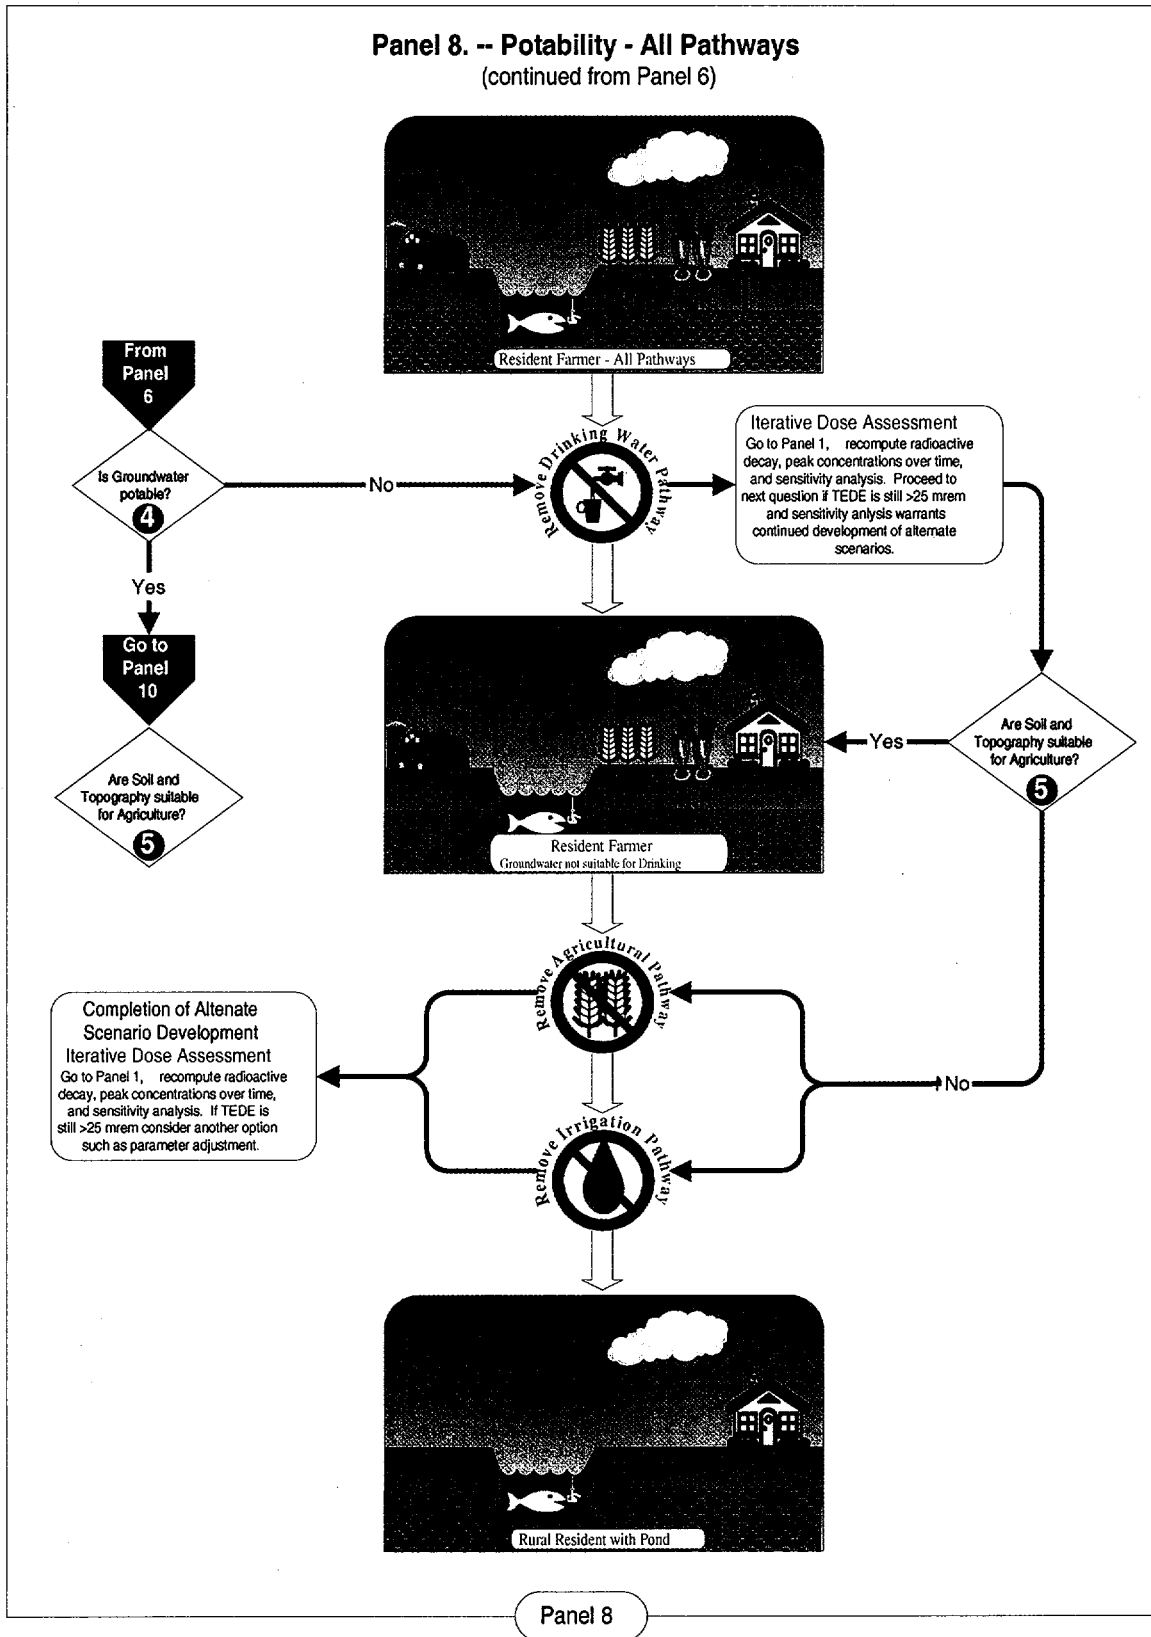 Panel 8. -- Potability - All Pathways
(continued from Panel 6)
Resident Farmer - All Pathways
From
Panel
6
Is Groundwater
potable?
4
No
Yes
Go to
Panel
10
Are Soil and
Topography suitable
for Agriculture?
5
Remove Drinking Water Pathway
Iterative Dose Assessment
Go to Panel 1, recompute radioactive
decay, peak concentrations over time,
and sensitivity analysis. Proceed to
next question if TEDE is still >25 mrem
and sensitivity anlysis warrants
continued development of alternate
scenarios.
Are Soil and
Topography suitable
for Agriculture?
5
Yes
Resident Farmer
Groundwater not suitable for Drinking
Remove Agricultural Pathway
No
Completion of Altenate
Scenario Development
Iterative Dose Assessment
Go to Panel 1, recompute radioactive
decay, peak concentrations over time,
and sensitivity analysis. If TEDE is
still >25 mrem consider another option
such as parameter adjustment.
Remove Irrigation Pathway
Rural Resident with Pond
Panel 8